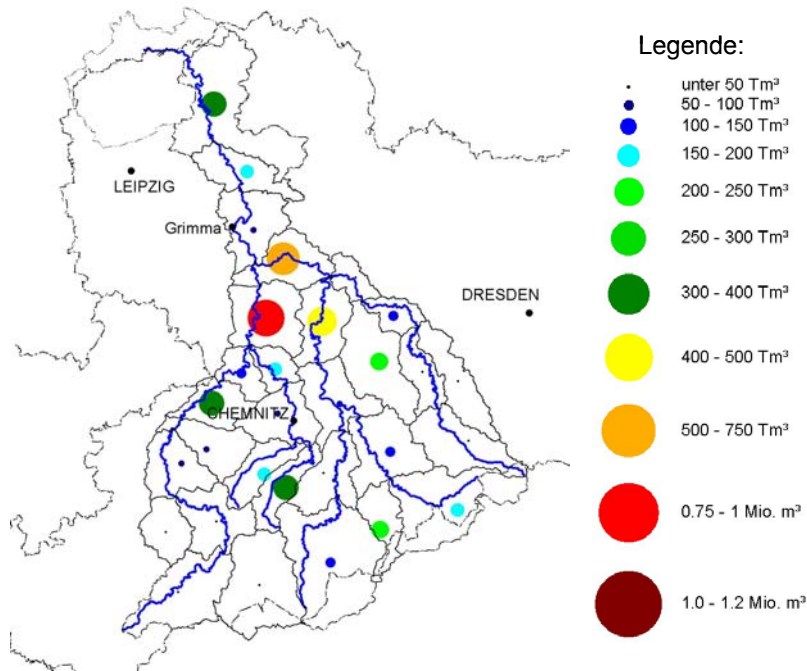 Legende:
unter 50 Tm³
50 - 100 Tm³
100 - 150 Tm³
150 - 200 Tm³
200 - 250 Tm³
250 - 300 Tm³
300 - 400 Tm³
400 - 500 Tm³
500 - 750 Tm³
0.75 - 1 Mio. m³
1.0 - 1.2 Mio. m³
LEIPZIG
Grimma
DRESDEN
CHEMNITZ